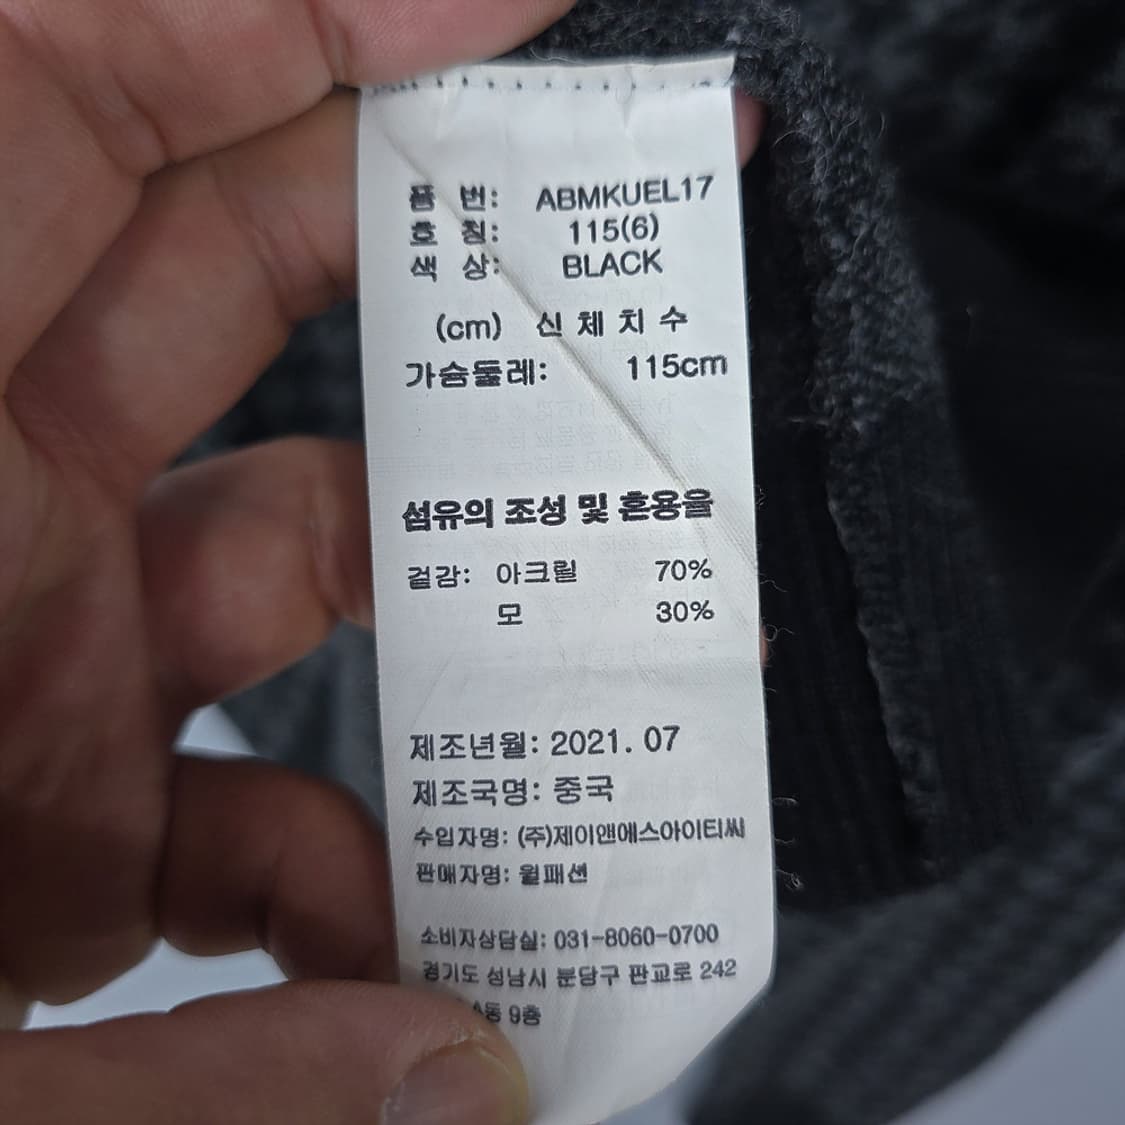 품 번: ABMKUEL17
호 칭: 115(6)
색 상: BLACK
(cm) 신 체 치 수
가슴둘레: 115cm
섬유의 조성 및 혼용율
겉감: 아크릴 70%
모 30%
제조년월: 2021. 07
제조국명: 중국
수입자명: (주)제이앤에스아이티씨
판매자명: 월패션
소비자상담실: 031-8060-0700
경기도 성남시 분당구 판교로 242
A동 9층